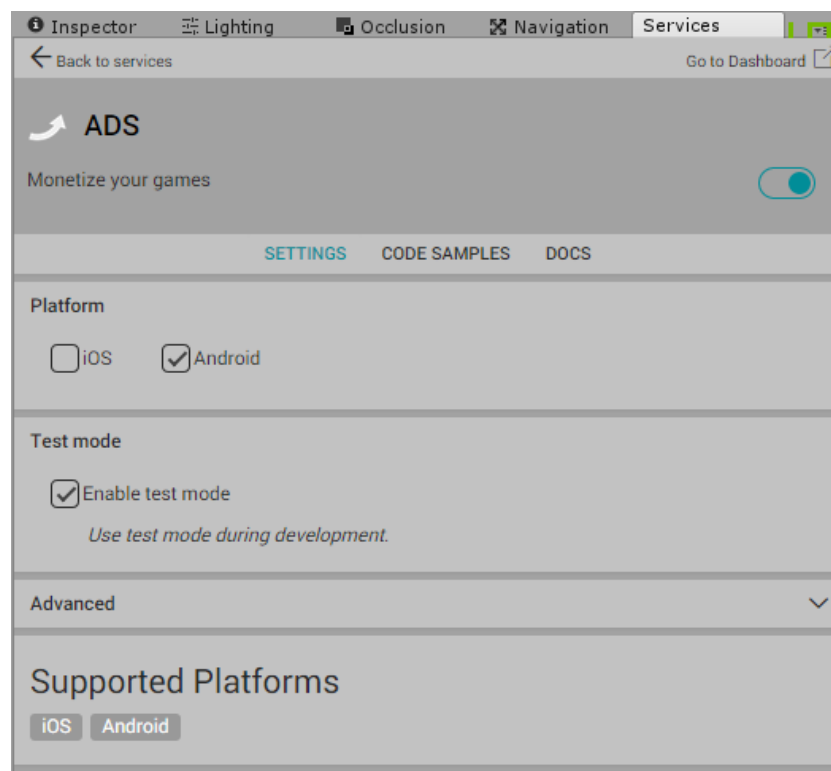 Inspector Lighting Occlusion Navigation Services
Back to services Go to Dashboard
ADS
Monetize your games
SETTINGS CODE SAMPLES DOCS
Platform
iOS Android
Test mode
Enable test mode
Use test mode during development.
Advanced
Supported Platforms
iOS Android